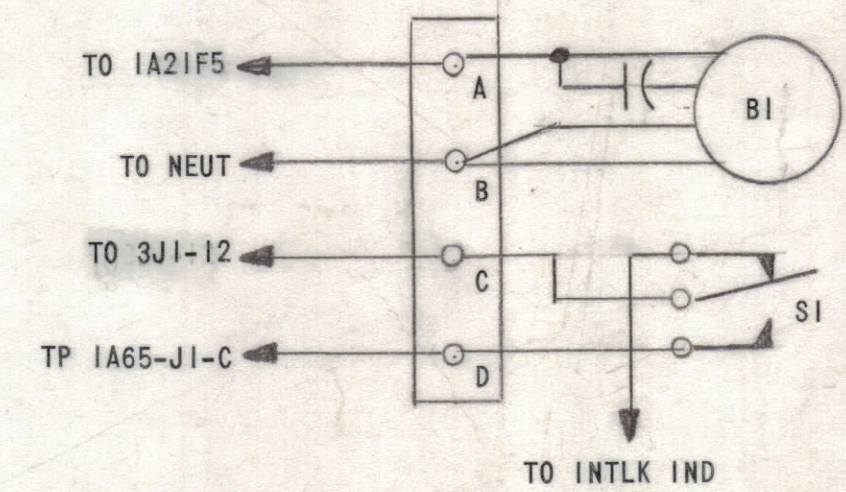 TO 1A21F5
A
B1
TO NEUT
B
TO 3J1-12
C
S1
TP 1A65-J1-C
D
TO INTLK IND